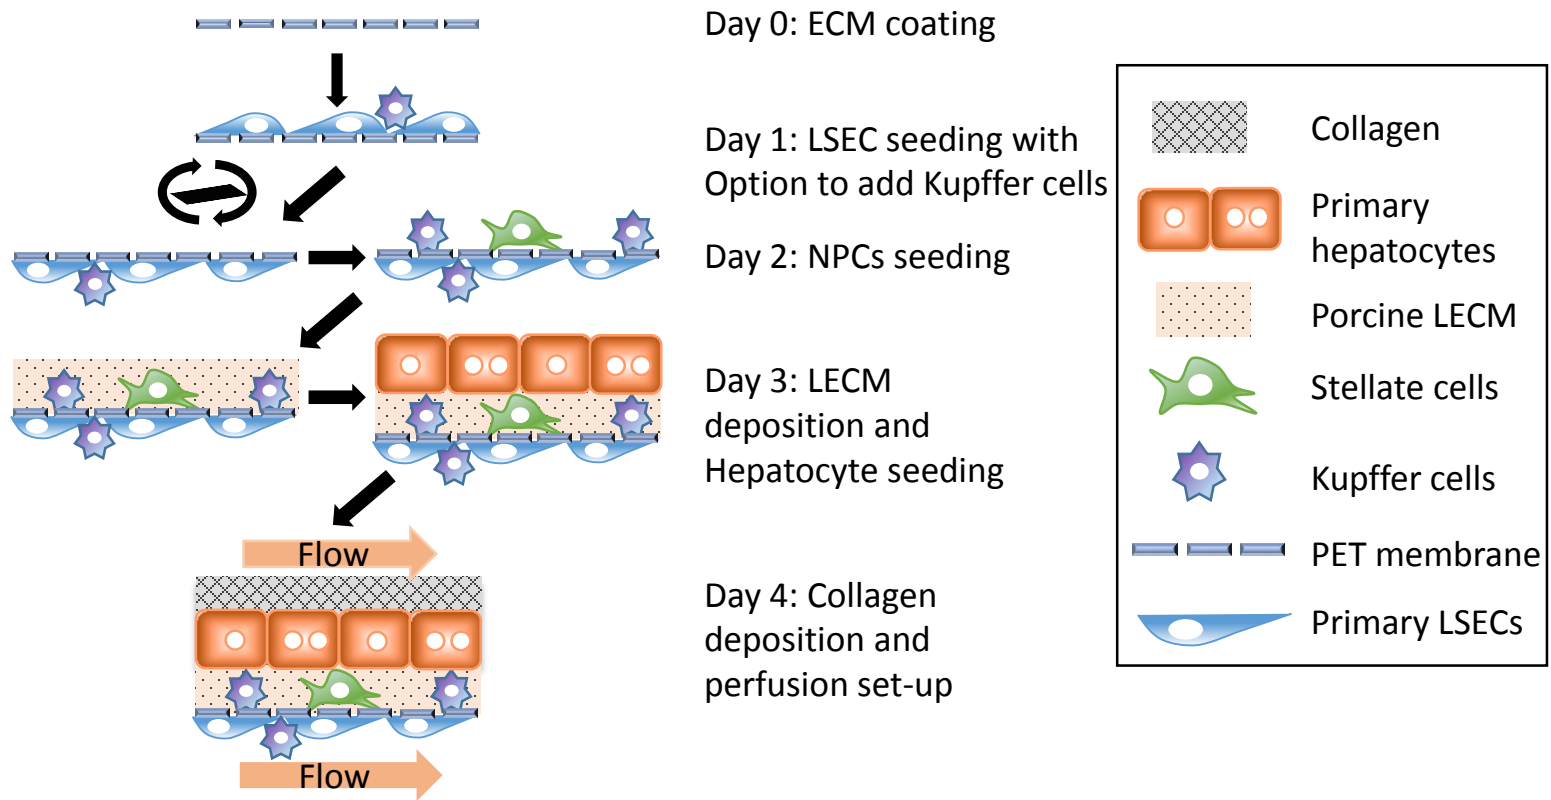 Day 0: ECM coating
Day 1: LSEC seeding with
Option to add Kupffer cells
Day 2: NPCs seeding
Day 3: LECM
deposition and
Hepatocyte seeding
Flow
Day 4: Collagen
deposition and
perfusion set-up
Flow
Collagen
Primary
hepatocytes
Porcine LECM
Stellate cells
Kupffer cells
PET membrane
Primary LSECs